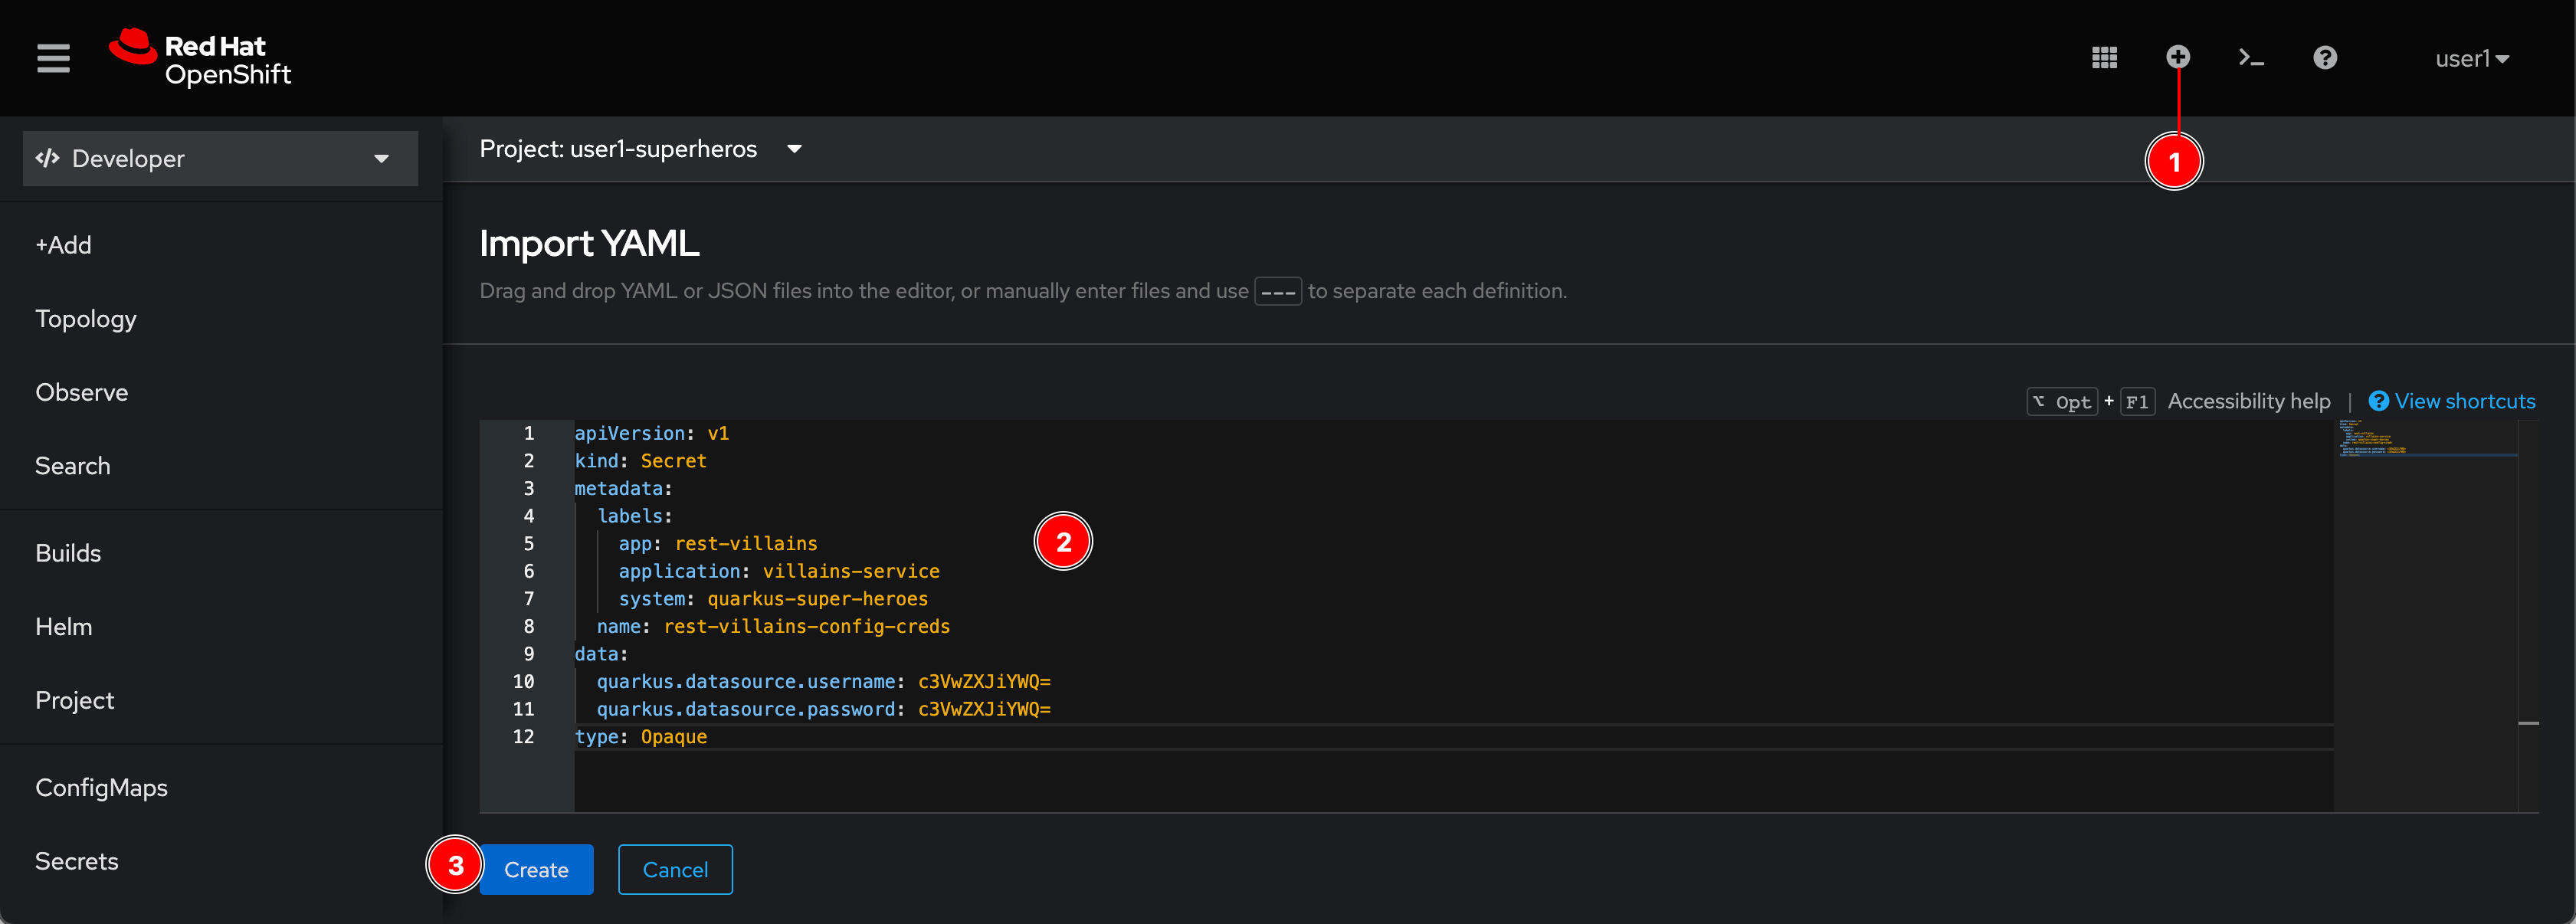 Red Hat
OpenShift
user1
1
Developer
Project: user1-superheros
+Add
Topology
Observe
Search
Builds
Helm
Project
ConfigMaps
Secrets
Import YAML
Drag and drop YAML or JSON files into the editor, or manually enter files and use --- to separate each definition.
⌥ Opt + F1 Accessibility help | View shortcuts
1 apiVersion: v1
2 kind: Secret
3 metadata:
4 labels:
5 app: rest-villains
6 application: villains-service
7 system: quarkus-super-heroes
8 name: rest-villains-config-creds
9 data:
10 quarkus.datasource.username: c3VwZXJiYWQ=
11 quarkus.datasource.password: c3VwZXJiYWQ=
12 type: Opaque
2
3
Create
Cancel